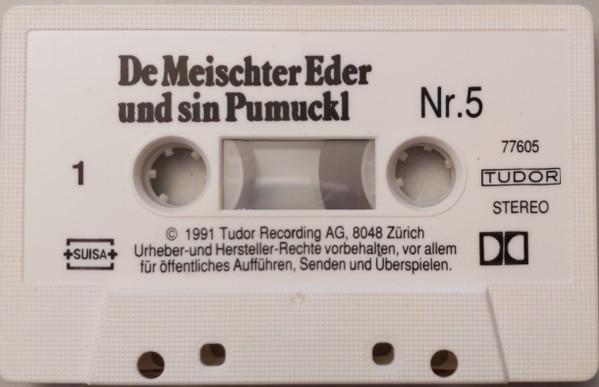 De Meischter Eder
und sin Pumuckl
Nr.5
77605
1
TUDOR
STEREO
© 1991 Tudor Recording AG, 8048 Zürich
Urheber-und Hersteller-Rechte vorbehalten, vor allem
für öffentliches Aufführen, Senden und Überspielen.
SUISA